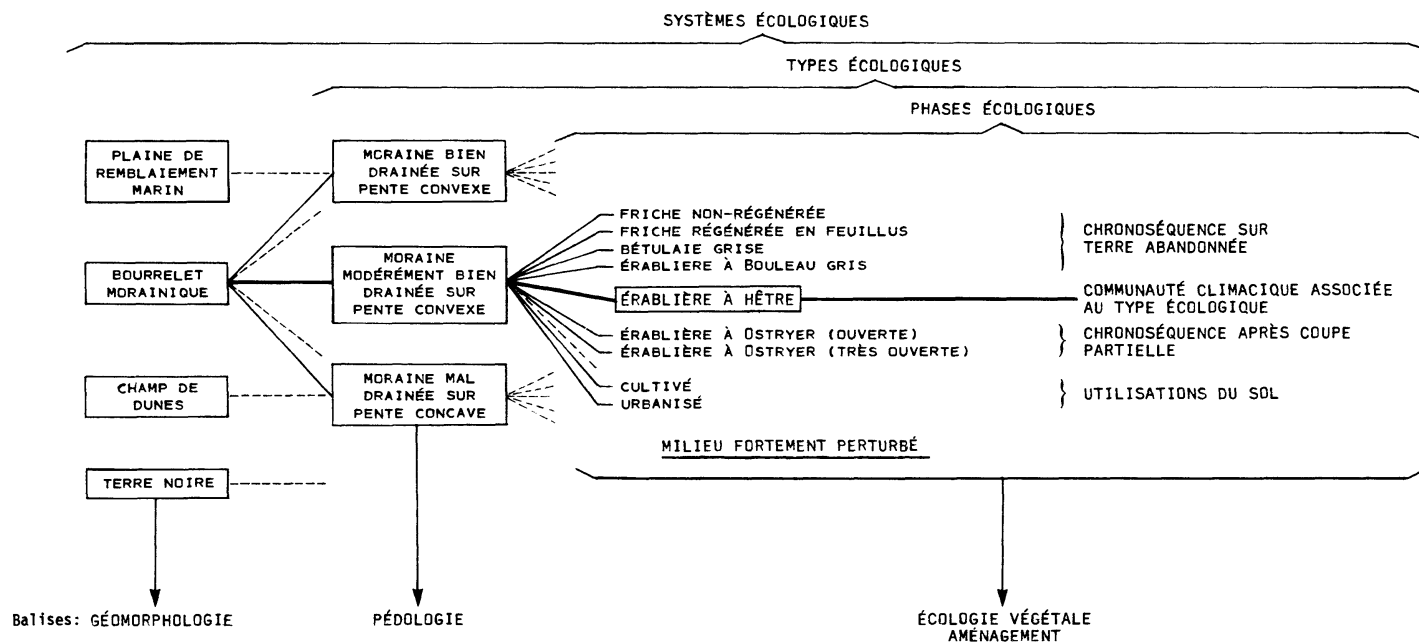 SYSTÈMES ÉCOLOGIQUES
TYPES ÉCOLOGIQUES
PHASES ÉCOLOGIQUES
PLAINE DE
REMBLAIEMENT
MARIN
BOURRELET
MORAINIQUE
CHAMP DE
DUNES
TERRE NOIRE
MORAINE BIEN
DRAINÉE SUR
PENTE CONVEXE
MORAINE
MODÉRÉMENT BIEN
DRAINÉE SUR
PENTE CONVEXE
MORAINE MAL
DRAINÉE SUR
PENTE CONCAVE
FRICHE NON-RÉGÉNÉRÉE
FRICHE RÉGÉNÉRÉE EN FEUILLUS
BÉTULAIE GRISE
ÉRABLIERE À BOULEAU GRIS
ÉRABLIÈRE À HÊTRE
ÉRABLIÈRE À OSTRYER (OUVERTE)
ÉRABLIÈRE À OSTRYER (TRÈS OUVERTE)
CULTIVÉ
URBANISÉ
CHRONOSÉQUENCE SUR
TERRE ABANDONNÉE
COMMUNAUTÉ CLIMACIQUE ASSOCIÉE
AU TYPE ÉCOLOGIQUE
CHRONOSÉQUENCE APRÈS COUPE
PARTIELLE
UTILISATIONS DU SOL
MILIEU FORTEMENT PERTURBÉ
Balises: GÉOMORPHOLOGIE
PÉDOLOGIE
ÉCOLOGIE VÉGÉTALE
AMÉNAGEMENT